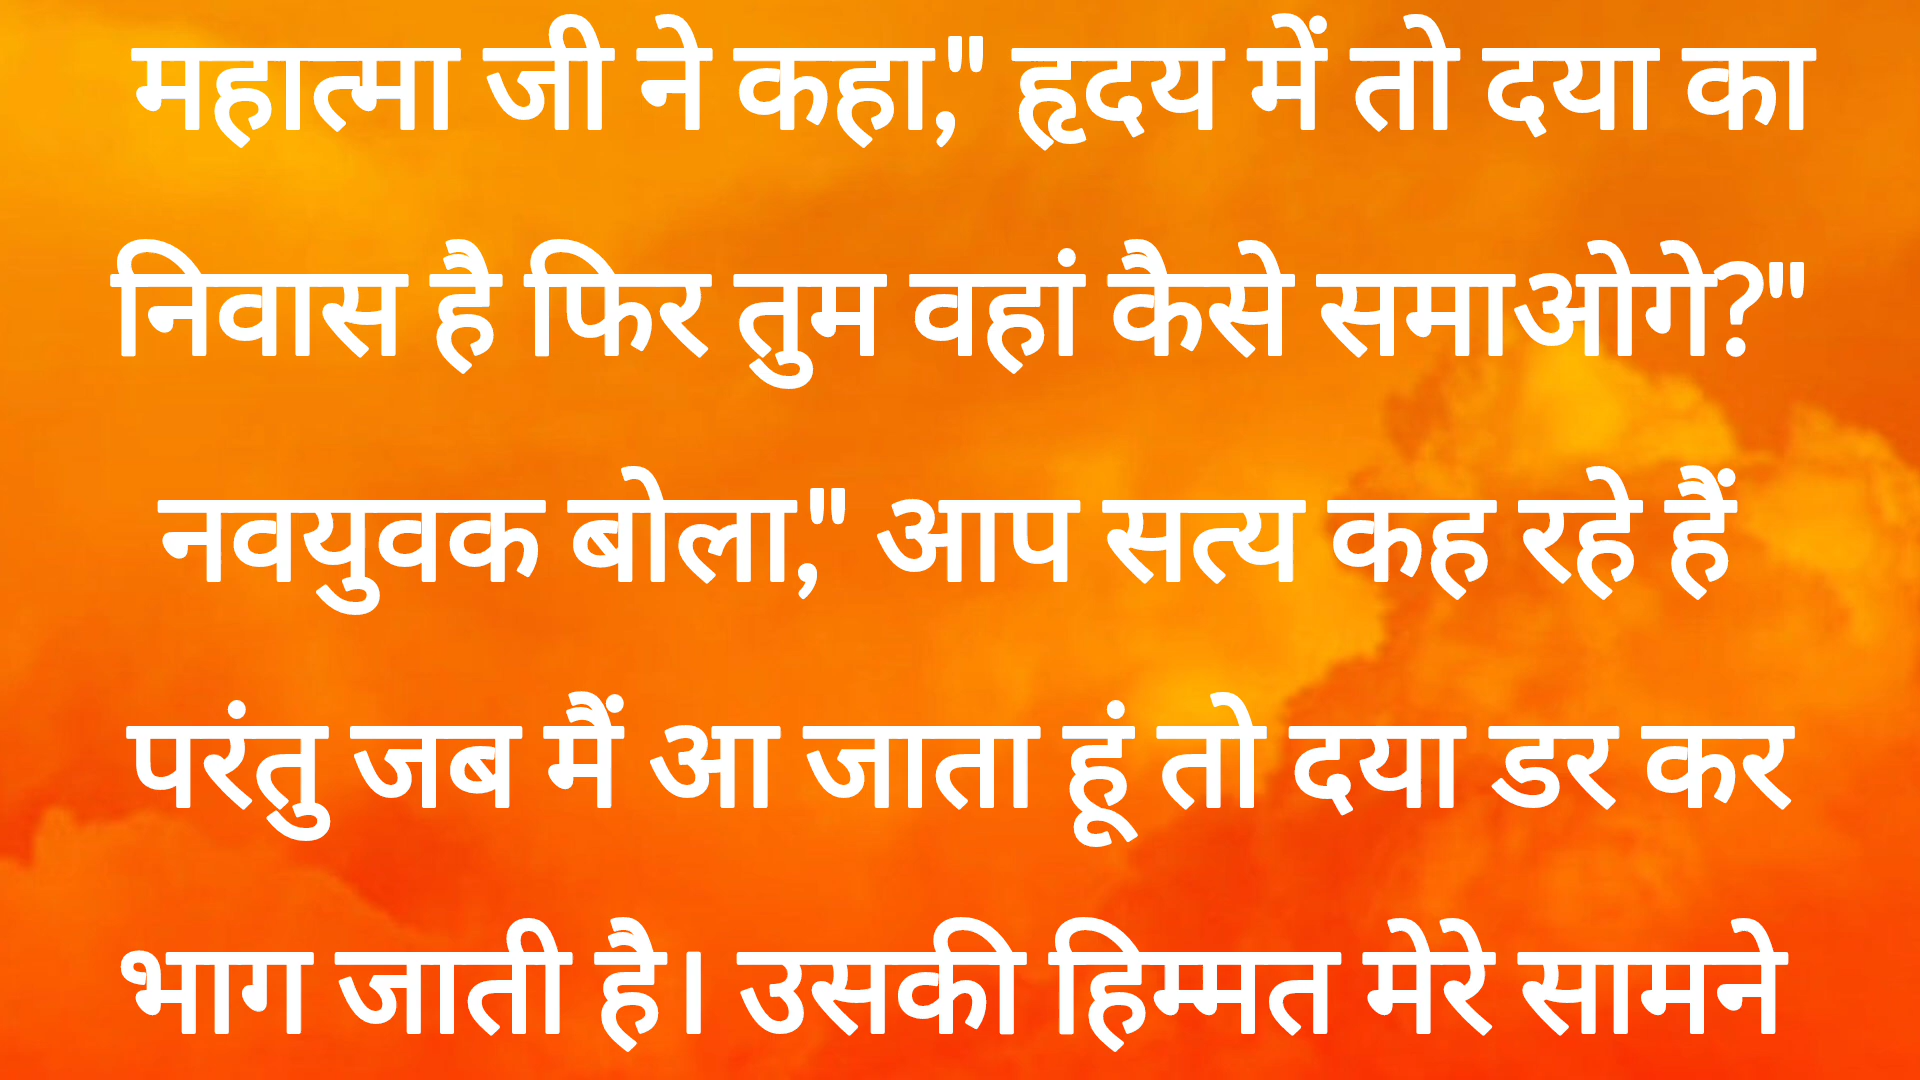 महात्मा जी ने कहा," हृदय में तो दया का
निवास है फिर तुम वहां कैसे समाओगे?"
नवयुवक बोला," आप सत्य कह रहे हैं
परंतु जब मैं आ जाता हूं तो दया डर कर
भाग जाती है। उसकी हिम्मत मेरे सामने